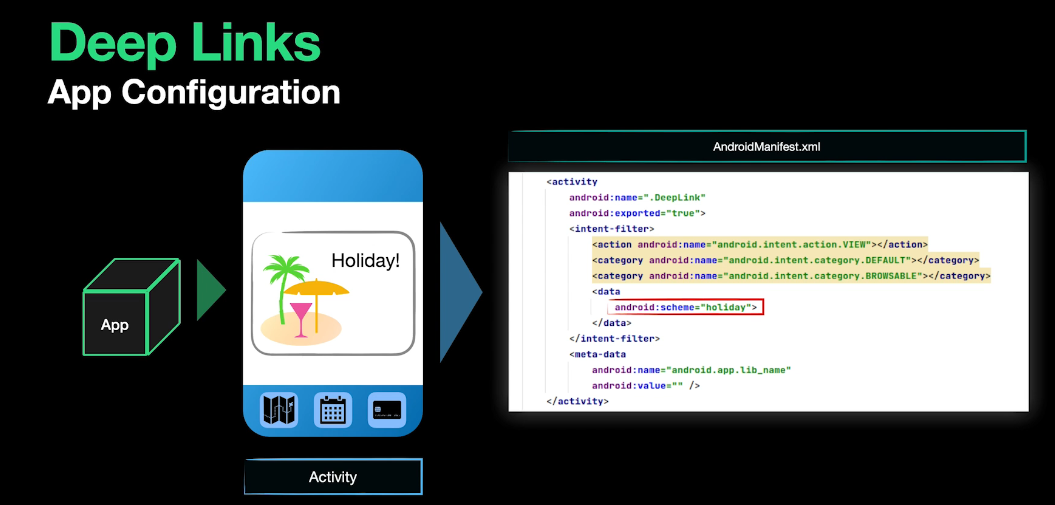 Deep Links
App Configuration
App
Holiday!
Activity
AndroidManifest.xml
<activity
android:name=".DeepLink"
android:exported="true">
<intent-filter>
<action android:name="android.intent.action.VIEW"></action>
<category android:name="android.intent.category.DEFAULT"></category>
<category android:name="android.intent.category.BROWSABLE"></category>
<data
android:scheme="holiday">
</data>
</intent-filter>
<meta-data
android:name="android.app.lib_name"
android:value="" />
</activity>